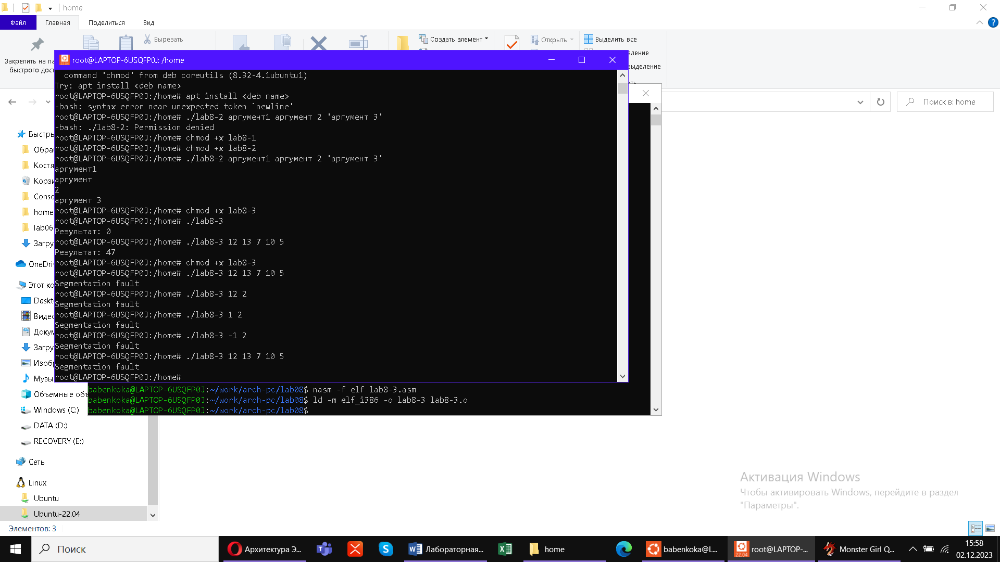 home
Файл
Главная
Поделиться
Вид
Вырезать
Создать элемент
Открыть
Выделить все
Закрепить на па
быстрого дост
root@LAPTOP-6USQFP0J: /home
command 'chmod' from deb coreutils (8.32-4.1ubuntu1)
Try: apt install <deb name>
root@LAPTOP-6USQFP0J:/home# apt install <deb name>
-bash: syntax error near unexpected token `newline'
root@LAPTOP-6USQFP0J:/home# ./lab8-2 аргумент1 аргумент 2 'аргумент 3'
-bash: ./lab8-2: Permission denied
root@LAPTOP-6USQFP0J:/home# chmod +x lab8-1
root@LAPTOP-6USQFP0J:/home# chmod +x lab8-2
root@LAPTOP-6USQFP0J:/home# ./lab8-2 аргумент1 аргумент 2 'аргумент 3'
аргумент1
аргумент
2
аргумент 3
root@LAPTOP-6USQFP0J:/home# chmod +x lab8-3
root@LAPTOP-6USQFP0J:/home# ./lab8-3
Результат: 0
root@LAPTOP-6USQFP0J:/home# ./lab8-3 12 13 7 10 5
Результат: 47
root@LAPTOP-6USQFP0J:/home# chmod +x lab8-3
root@LAPTOP-6USQFP0J:/home# ./lab8-3 12 13 7 10 5
Segmentation fault
root@LAPTOP-6USQFP0J:/home# ./lab8-3 12 2
Segmentation fault
root@LAPTOP-6USQFP0J:/home# ./lab8-3 1 2
Segmentation fault
root@LAPTOP-6USQFP0J:/home# ./lab8-3 -1 2
Segmentation fault
root@LAPTOP-6USQFP0J:/home# ./lab8-3 12 13 7 10 5
Segmentation fault
root@LAPTOP-6USQFP0J:/home#
babenkoka@LAPTOP-6USQFP0J:~/work/arch-pc/lab08$ nasm -f elf lab8-3.asm
babenkoka@LAPTOP-6USQFP0J:~/work/arch-pc/lab08$ ld -m elf_i386 -o lab8-3 lab8-3.o
babenkoka@LAPTOP-6USQFP0J:~/work/arch-pc/lab08$
еление
выделение
ить
Поиск в: home
Быстры
Обра
Костя
Корзи
Conso
home
lab06
Загру
OneDri
Этот ко
Deskt
Видео
Докум
Загру
Изобр
Музы
Объемные объ
Windows (C:)
DATA (D:)
RECOVERY (E:)
Сеть
Linux
Ubuntu
Ubuntu-22.04
Элементов: 3
Активация Windows
Чтобы активировать Windows, перейдите в раздел
"Параметры".
Поиск
Архитектура Э...
Лабораторная...
home
babenkoka@L...
22.04
root@LAPTOP-...
Monster Girl Q...
15:58
02.12.2023